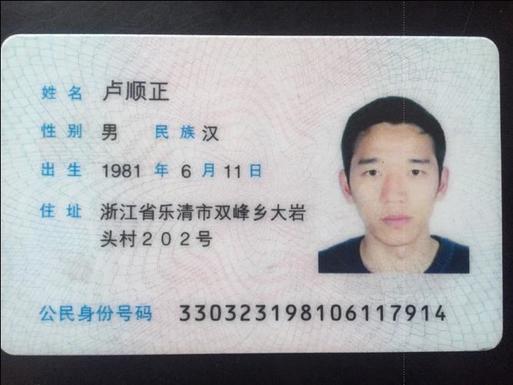 姓名 卢顺正
性别 男 民族 汉
出生 1981 年 6 月 11 日
住址 浙江省乐清市双峰乡大岩
头村202号
公民身份号码 330323198106117914